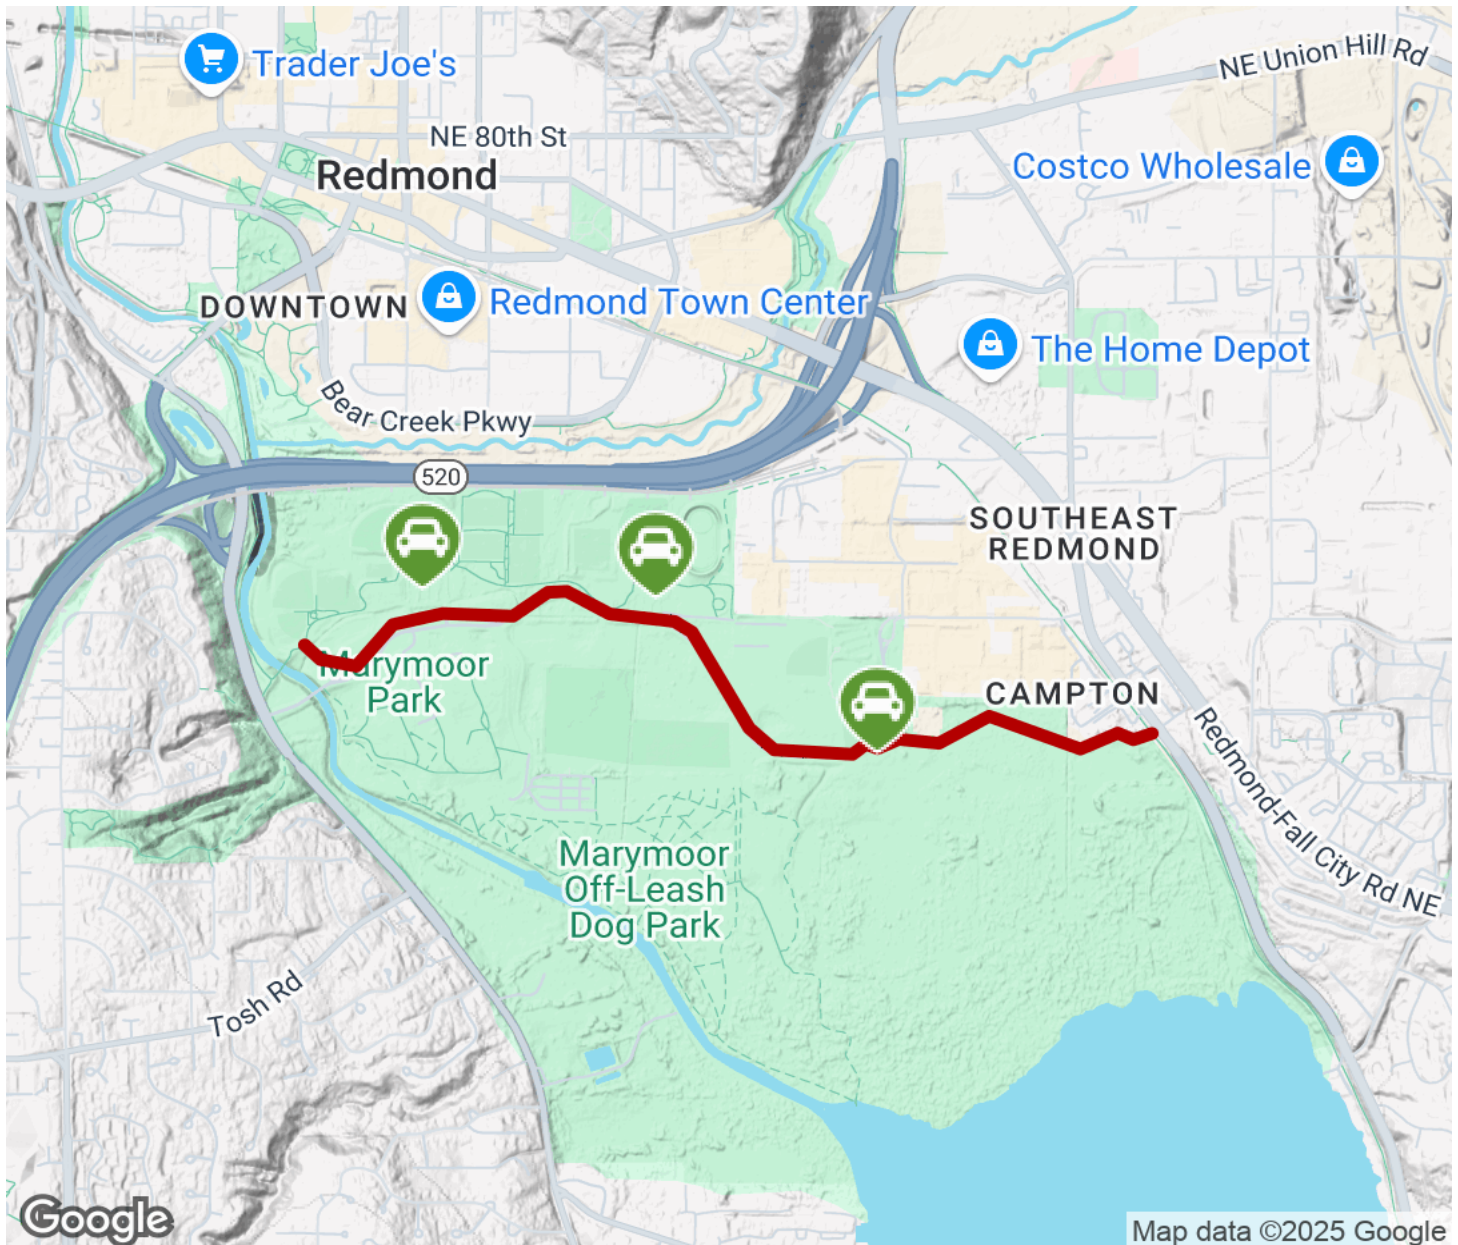 NE Union Hill Rd
Trader Joe's
NE 80th St
Costco Wholesale
Redmond
DOWNTOWN
Redmond Town Center
The Home Depot
Bear Creek Pkwy
520
SOUTHEAST
REDMOND
Marymoor
Park
CAMPTON
Redmond-Fall City Rd NE
Marymoor
Off-Leash
Dog Park
Tosh Rd
Google
Map data ©2025 Google